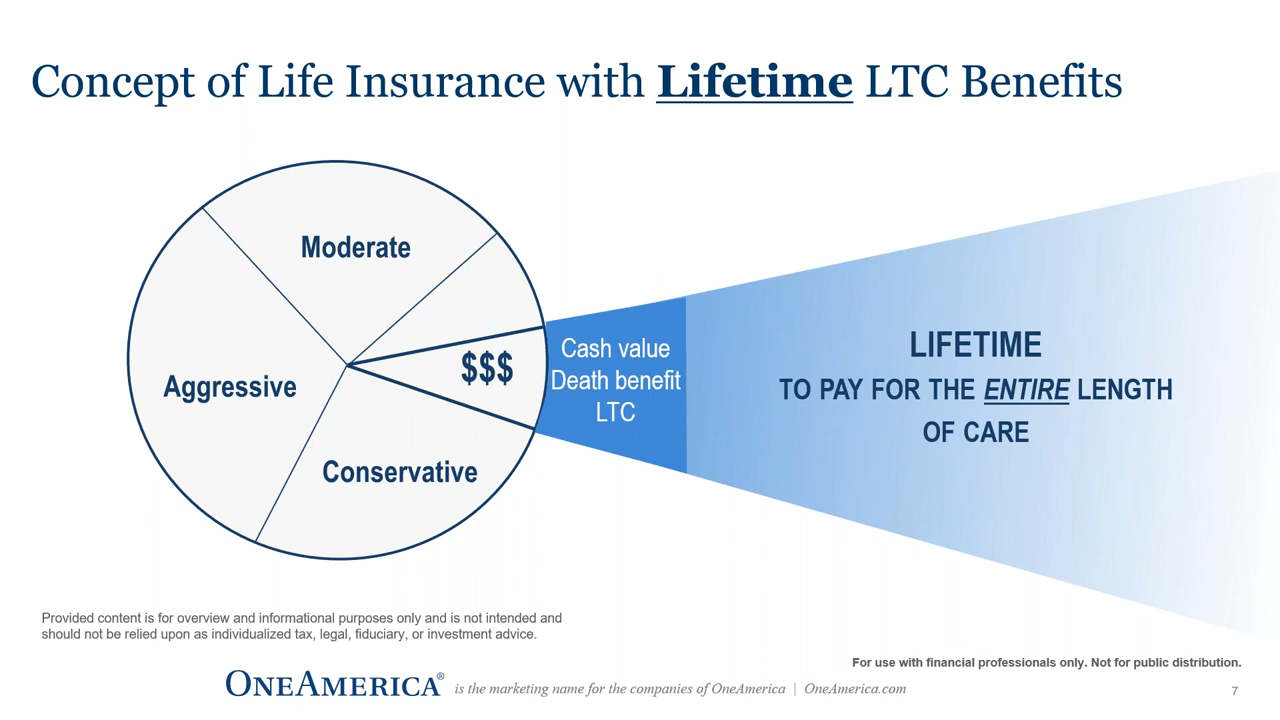 Concept of Life Insurance with Lifetime LTC Benefits
Moderate
Aggressive
$$$
Conservative
Cash value
Death benefit
LTC
LIFETIME
TO PAY FOR THE ENTIRE LENGTH
OF CARE
Provided content is for overview and informational purposes only and is not intended and
should not be relied upon as individualized tax, legal, fiduciary, or investment advice.
For use with financial professionals only. Not for public distribution.
ONEAMERICA® is the marketing name for the companies of OneAmerica | OneAmerica.com
7